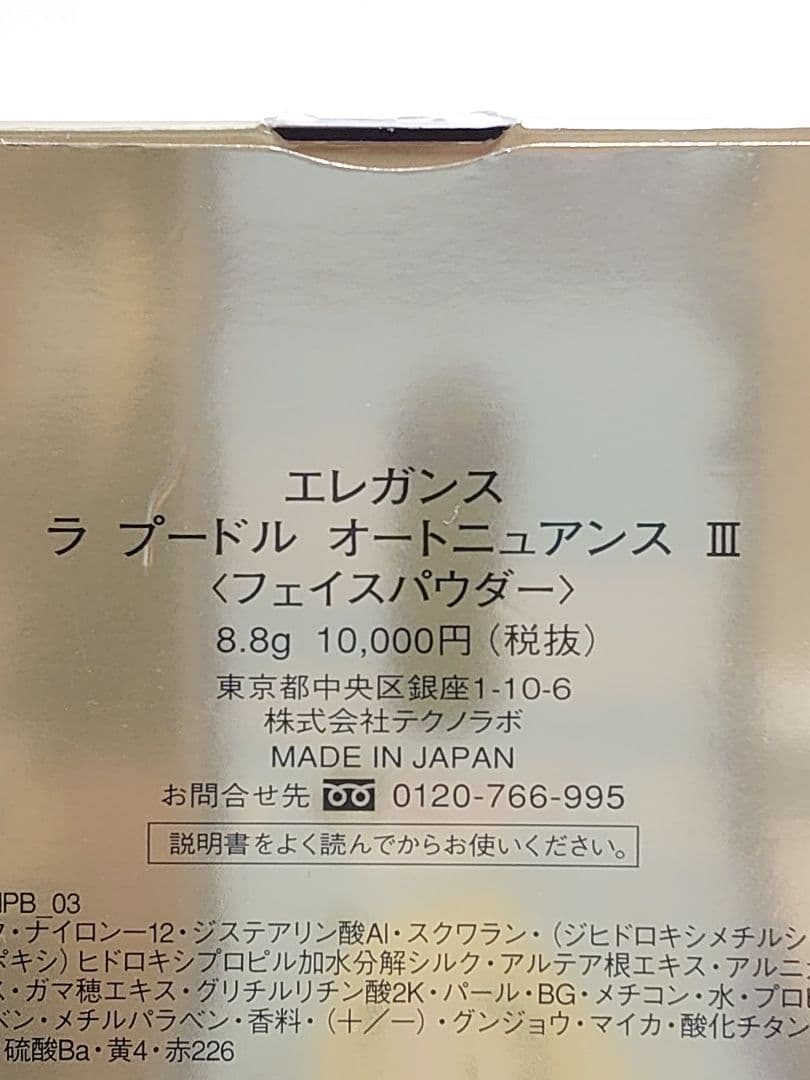 エレガンス
ラ プードル オートニュアンス Ⅲ
〈フェイスパウダー〉
8.8g 10,000円（税抜）
東京都中央区銀座1-10-6
株式会社テクノラボ
MADE IN JAPAN
お問合せ先 0120-766-995
説明書をよく読んでからお使いください。
PB_03
・ナイロン－12・ジステアリン酸Al・スクワラン・（ジヒドロキシメチルシ
ポキシ）ヒドロキシプロピル加水分解シルク・アルテア根エキス・アルニ
ス・ガマ穂エキス・グリチルリチン酸2K・パール・BG・メチコン・水・プロピ
ベン・メチルパラベン・香料・（＋／－）・グンジョウ・マイカ・酸化チタン
硫酸Ba・黄4・赤226